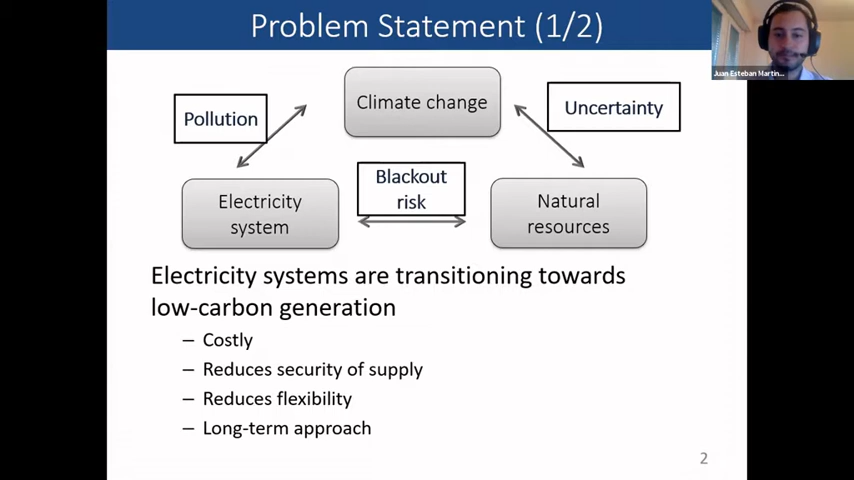 Problem Statement (1/2)
Juan Esteban Martin...
Climate change
Pollution
Uncertainty
Blackout
risk
Electricity
system
Natural
resources
Electricity systems are transitioning towards
low-carbon generation
– Costly
– Reduces security of supply
– Reduces flexibility
– Long-term approach
2